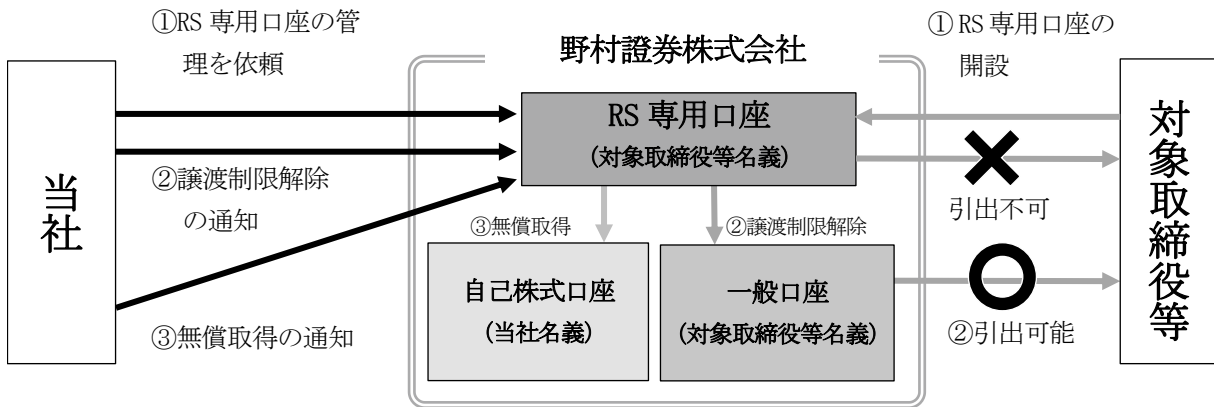 ①RS 専用口座の管
理を依頼
野村證券株式会社
① RS 専用口座の
開設
当社
RS 専用口座
(対象取締役等名義)
対象取締役等
②譲渡制限解除
の通知
引出不可
③無償取得
②譲渡制限解除
自己株式口座
(当社名義)
一般口座
(対象取締役等名義)
③無償取得の通知
②引出可能